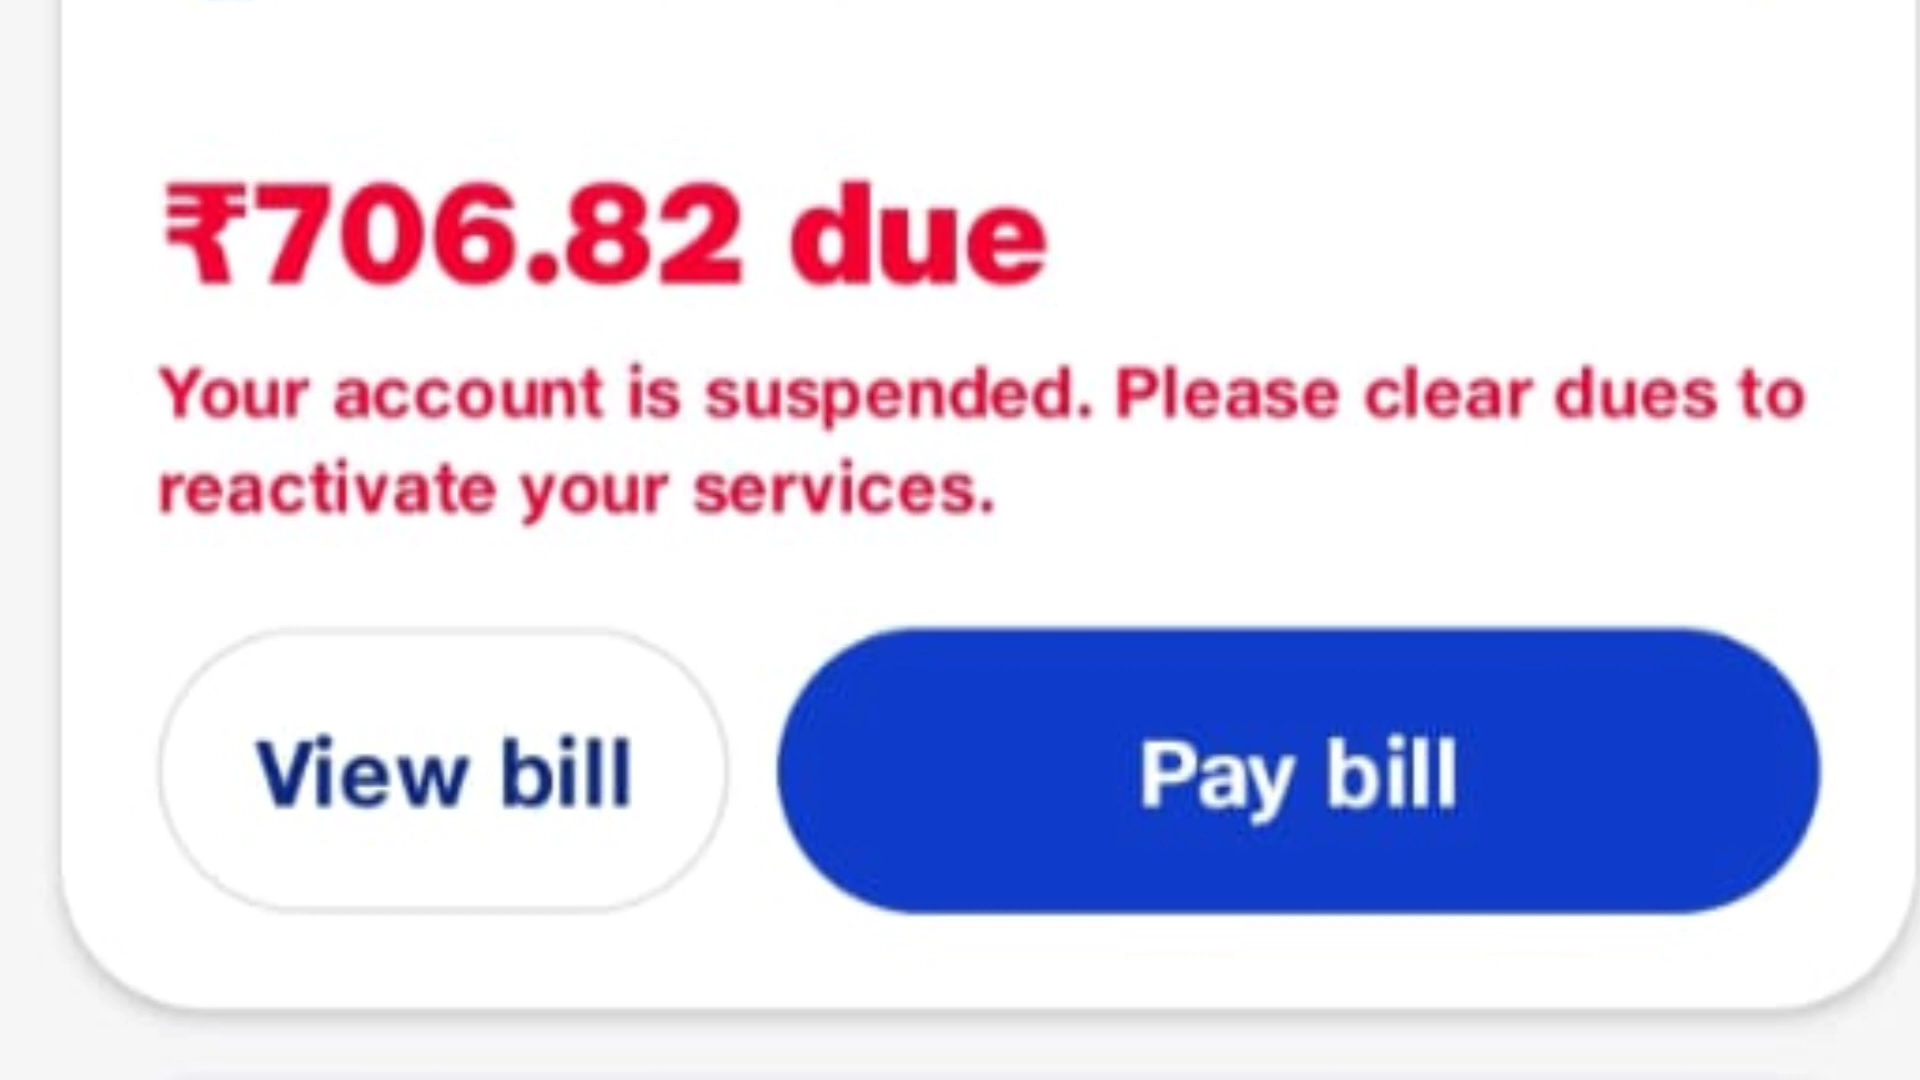 ₹706.82 due
Your account is suspended. Please clear dues to
reactivate your services.
View bill
Pay bill